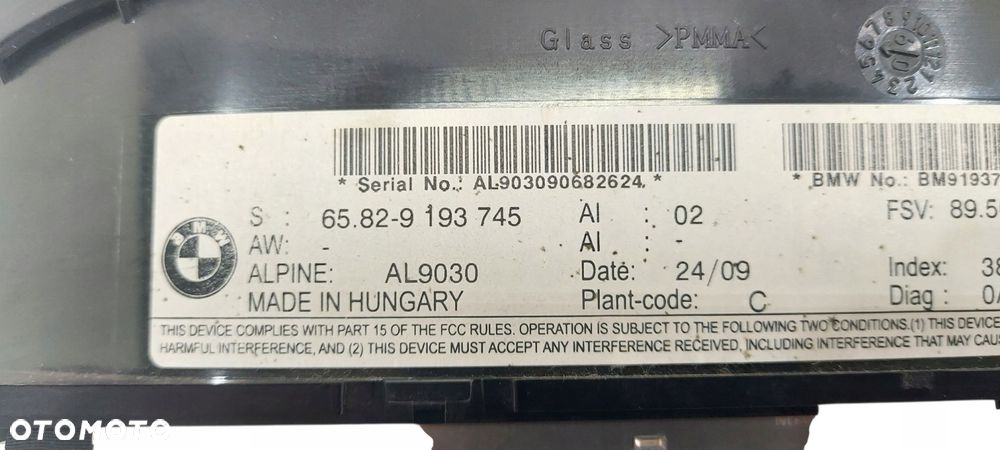 Glass >PMMA<
* Serial No.: AL903090682624 *
* BMW No.: BM91937
S : 65.82-9 193 745 AI : 02 FSV: 89.5
AW: - AI : -
ALPINE: AL9030 Date: 24/09 Index: 38
MADE IN HUNGARY Plant-code: C Diag : 0/
BMW
THIS DEVICE COMPLIES WITH PART 15 OF THE FCC RULES. OPERATION IS SUBJECT TO THE FOLLOWING TWO CONDITIONS.(1) THIS DEVICE
HARMFUL INTERFERENCE, AND (2) THIS DEVICE MUST ACCEPT ANY INTERFERENCE RECEIVED, INCLUDING INTERFERENCE THAT MAY CAUS
OTOMOTO